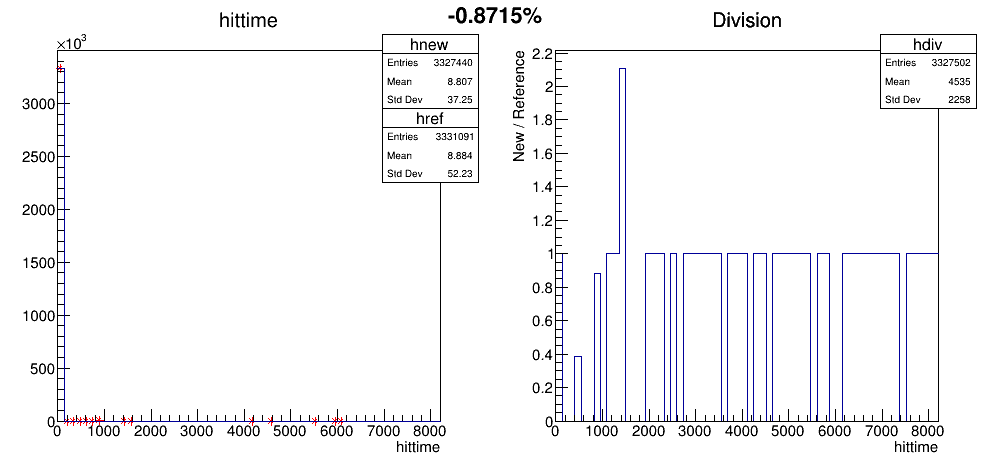 -0.8715%
hittime
×10³
hnew
Entries 3327440
Mean 8.807
Std Dev 37.25
href
Entries 3331091
Mean 8.884
Std Dev 52.23
3000
2500
2000
1500
1000
500
0
0 1000 2000 3000 4000 5000 6000 7000 8000
hittime
Division
hdiv
Entries 3327502
Mean 4535
Std Dev 2258
New / Reference
2.2
2
1.8
1.6
1.4
1.2
1
0.8
0.6
0.4
0.2
0
0 1000 2000 3000 4000 5000 6000 7000 8000
hittime